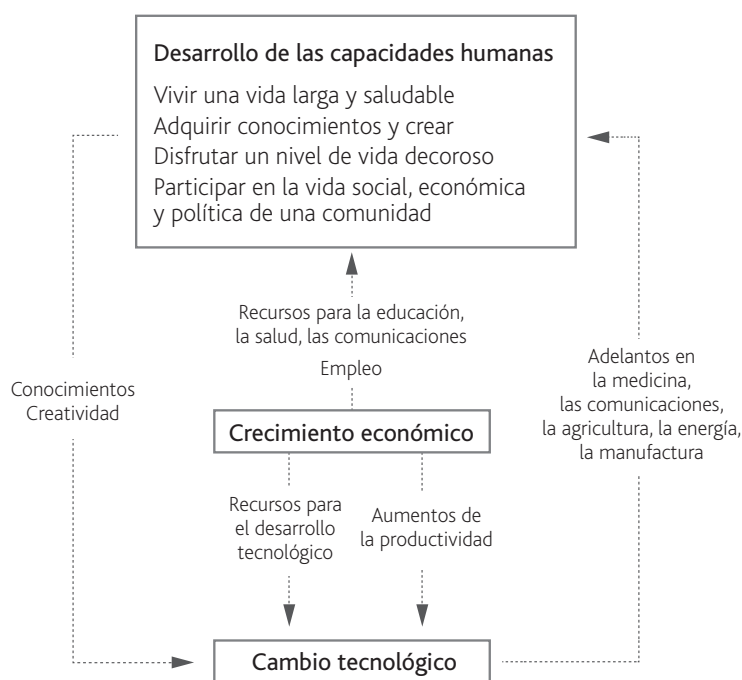 Desarrollo de las capacidades humanas
Vivir una vida larga y saludable
Adquirir conocimientos y crear
Disfrutar un nivel de vida decoroso
Participar en la vida social, económica
y política de una comunidad
Recursos para la educación,
la salud, las comunicaciones
Empleo
Conocimientos
Creatividad
Adelantos en
la medicina,
las comunicaciones,
la agricultura, la energía,
la manufactura
Crecimiento económico
Recursos para
el desarrollo
tecnológico
Aumentos de
la productividad
Cambio tecnológico